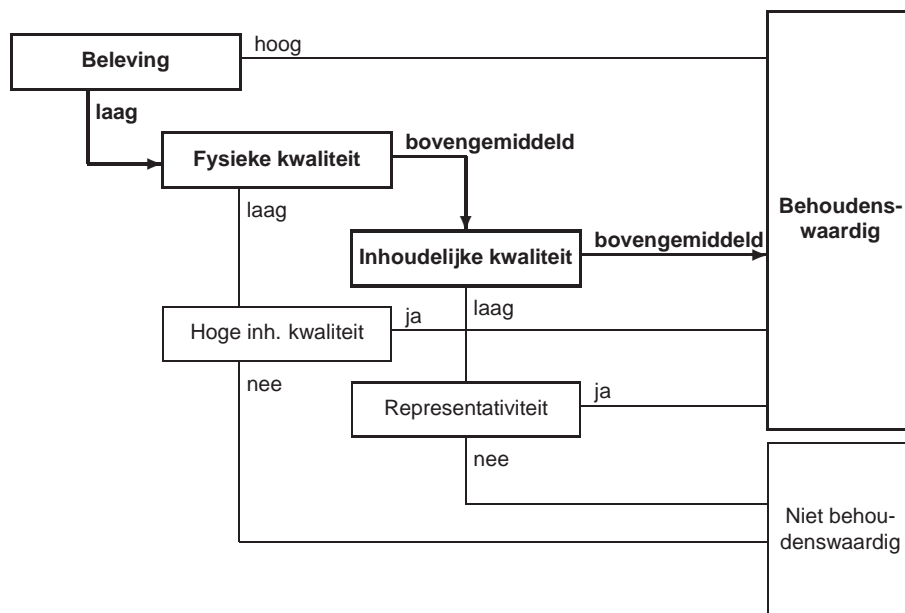 hoog
Beleving
laag
bovengemiddeld
Fysieke kwaliteit
laag
Behoudens-
waardig
bovengemiddeld
Inhoudelijke kwaliteit
laag
ja
Hoge inh. kwaliteit
nee
ja
Representativiteit
nee
Niet behou-
denswaardig